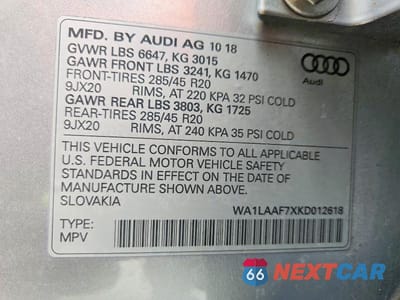 MFD. BY AUDI AG 10 18
GVWR LBS 6647, KG 3015
GAWR FRONT LBS 3241, KG 1470
FRONT-TIRES 285/45 R20
9JX20 RIMS, AT 220 KPA 32 PSI COLD
GAWR REAR LBS 3803, KG 1725
REAR-TIRES 285/45 R20
9JX20 RIMS, AT 240 KPA 35 PSI COLD
Audi
THIS VEHICLE CONFORMS TO ALL APPLICABLE
U.S. FEDERAL MOTOR VEHICLE SAFETY
STANDARDS IN EFFECT ON THE DATE OF
MANUFACTURE SHOWN ABOVE.
SLOVAKIA
WA1LAAF7XKD012618
TYPE:
MPV
66 NEXTCAR